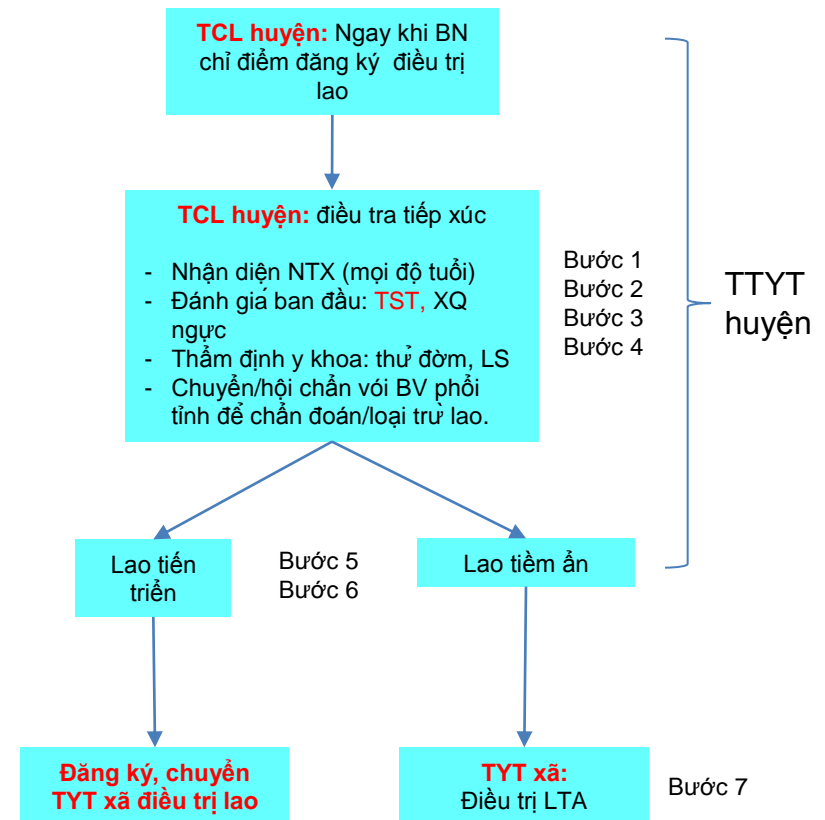 TCL huyện: Ngay khi BN
chỉ điểm đăng ký điều trị
lao
TCL huyện: điều tra tiếp xúc
- Nhận diện NTX (mọi độ tuổi)
- Đánh giá ban đầu: TST, XQ
ngực
- Thẩm định y khoa: thử đờm, LS
- Chuyển/hội chẩn với BV phổi
tỉnh để chẩn đoán/loại trừ lao.
Bước 1
Bước 2
Bước 3
Bước 4
TTYT
huyện
Lao tiến
triển
Bước 5
Bước 6
Lao tiềm ẩn
Đăng ký, chuyển
TYT xã điều trị lao
TYT xã:
Điều trị LTA
Bước 7